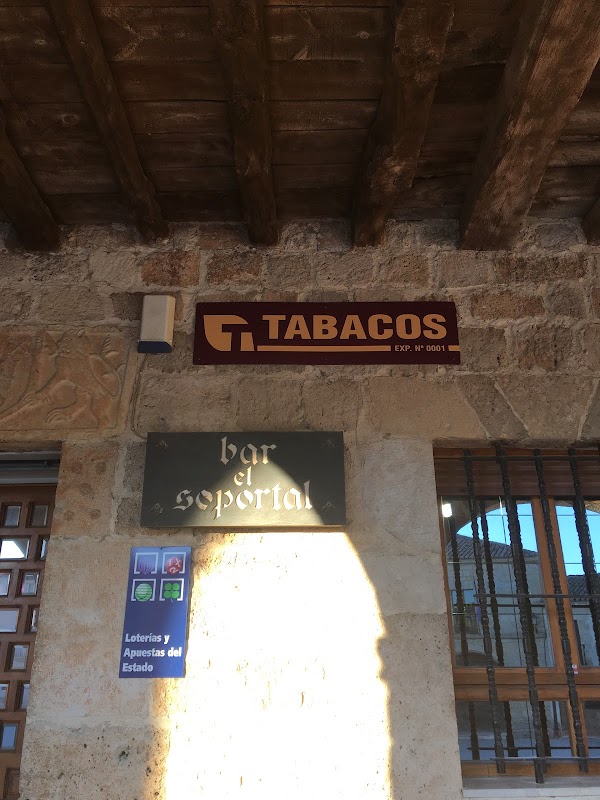 TABACOS
EXP. Nº 0001
bar
el
soportal
Loterías y
Apuestas del
Estado